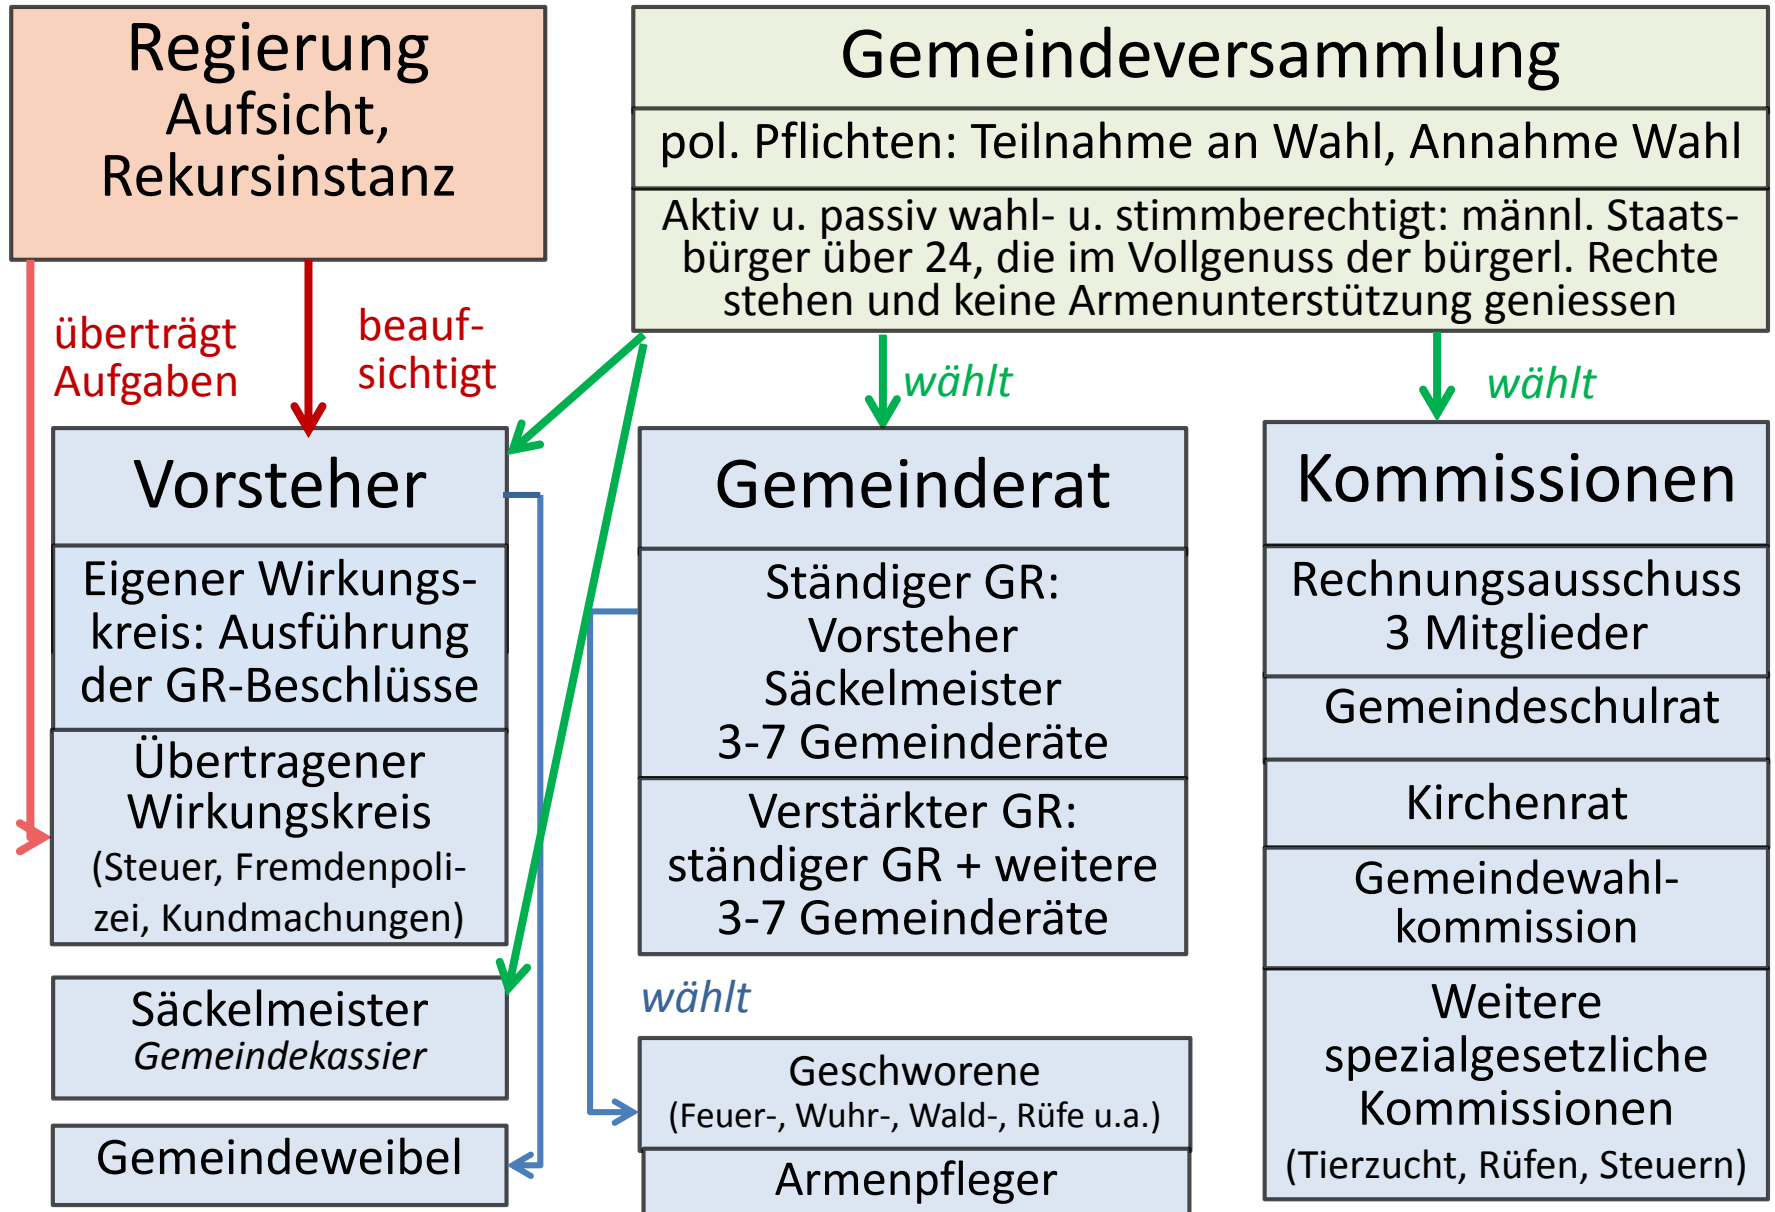 Regierung
Aufsicht,
Rekursinstanz
Gemeindeversammlung
pol. Pflichten: Teilnahme an Wahl, Annahme Wahl
Aktiv u. passiv wahl- u. stimmberechtigt: männl. Staats-
bürger über 24, die im Vollgenuss der bürgerl. Rechte
stehen und keine Armenunterstützung geniessen
überträgt
Aufgaben
beauf-
sichtigt
wählt
wählt
Vorsteher
Eigener Wirkungs-
kreis: Ausführung
der GR-Beschlüsse
Übertragener
Wirkungskreis
(Steuer, Fremdenpoli-
zei, Kundmachungen)
Säckelmeister
Gemeindekassier
Gemeindeweibel
Gemeinderat
Ständiger GR:
Vorsteher
Säckelmeister
3-7 Gemeinderäte
Verstärkter GR:
ständiger GR + weitere
3-7 Gemeinderäte
wählt
Geschworene
(Feuer-, Wuhr-, Wald-, Rüfe u.a.)
Armenpfleger
Kommissionen
Rechnungsausschuss
3 Mitglieder
Gemeindeschulrat
Kirchenrat
Gemeindewahl-
kommission
Weitere
spezialgesetzliche
Kommissionen
(Tierzucht, Rüfen, Steuern)